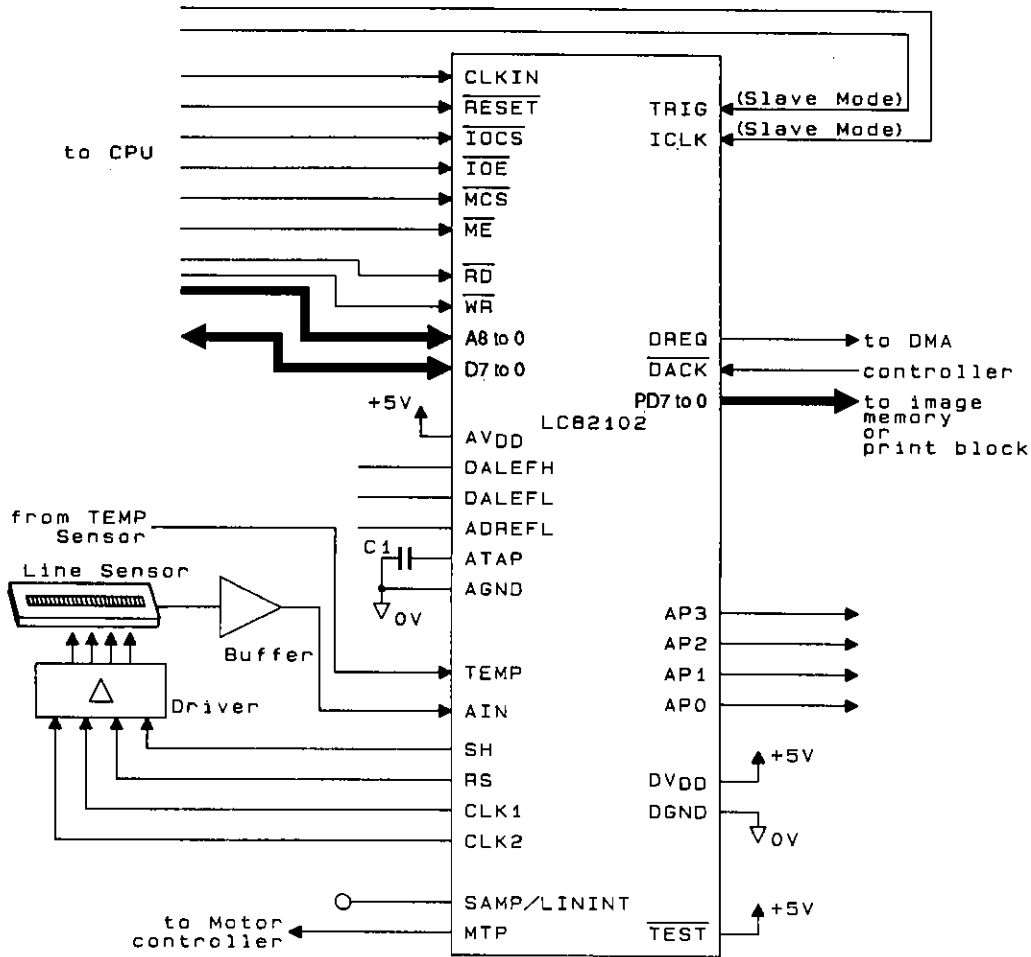 to CPU
CLKIN
RESET
IOCS
IOE
MCS
ME
RD
WR
A8 to 0
D7 to 0
+5V
AVDD
DALEFH
DALEFL
ADREFL
C1
ATAP
AGND
0V
from TEMP
Sensor
Line Sensor
Buffer
Driver
TEMP
AIN
SH
RS
CLK1
CLK2
SAMP/LININT
MTP
to Motor
controller
LC82102
TRIG
(Slave Mode)
ICLK
(Slave Mode)
DREQ
to DMA
DACK
controller
PD7 to 0
to image
memory
or
print block
AP3
AP2
AP1
AP0
+5V
DVDD
DGND
0V
+5V
TEST